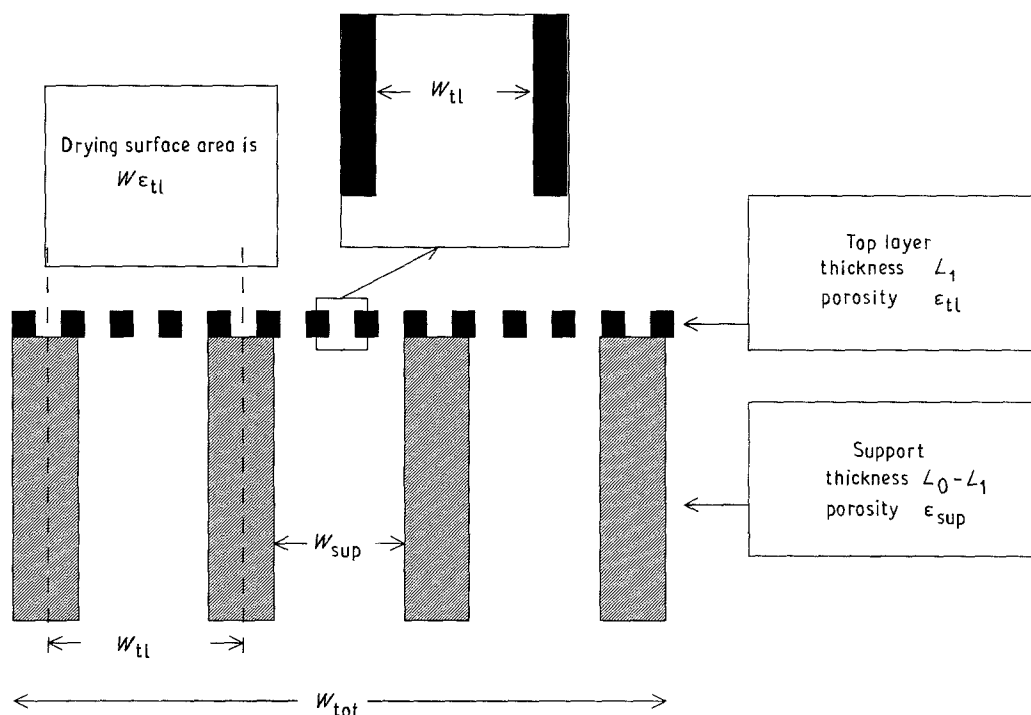 W_tl
Drying surface area is
Wε_tl
Top layer
thickness L_1
porosity ε_tl
Support
thickness L_0-L_1
porosity ε_sup
W_sup
W_tl
W_tot